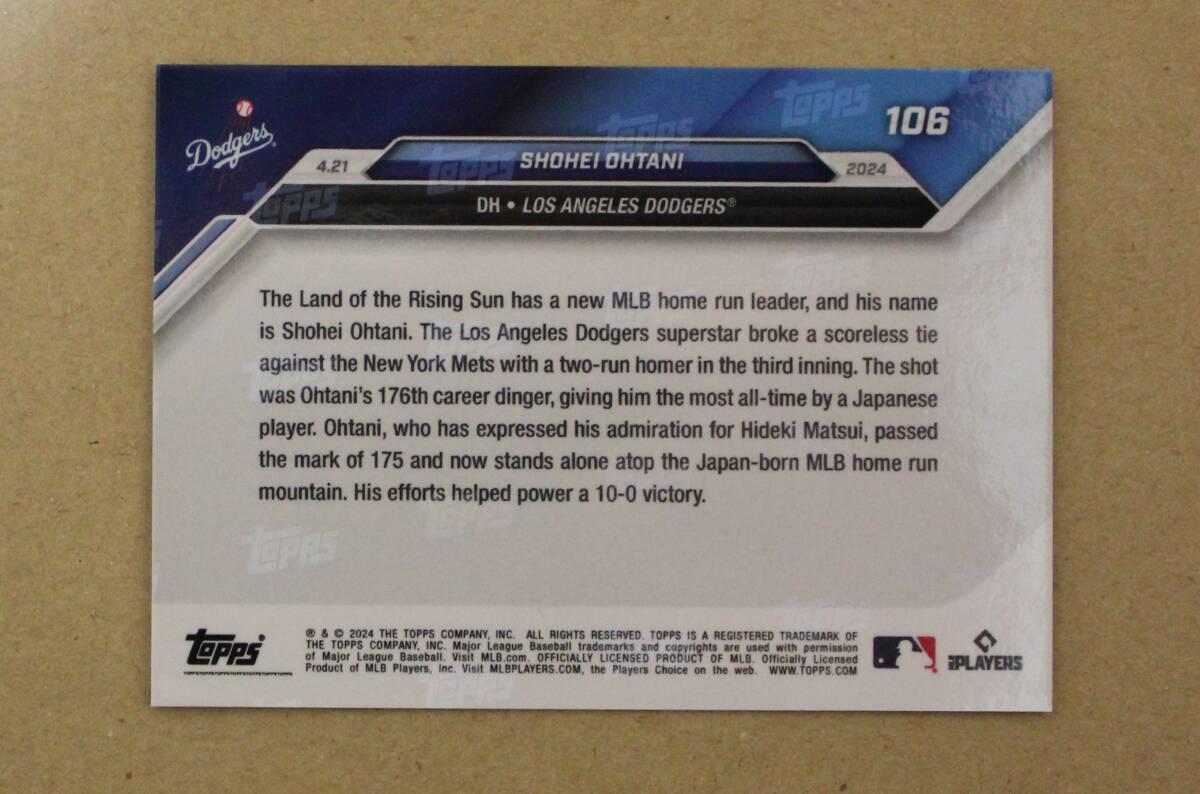 Dodgers
106
4.21
SHOHEI OHTANI
2024
DH • LOS ANGELES DODGERS®
The Land of the Rising Sun has a new MLB home run leader, and his name
is Shohei Ohtani. The Los Angeles Dodgers superstar broke a scoreless tie
against the New York Mets with a two-run homer in the third inning. The shot
was Ohtani's 176th career dinger, giving him the most all-time by a Japanese
player. Ohtani, who has expressed his admiration for Hideki Matsui, passed
the mark of 175 and now stands alone atop the Japan-born MLB home run
mountain. His efforts helped power a 10-0 victory.
Topps
® & © 2024 THE TOPPS COMPANY, INC. ALL RIGHTS RESERVED. TOPPS IS A REGISTERED TRADEMARK OF
THE TOPPS COMPANY, INC. Major League Baseball trademarks and copyrights are used with permission
of Major League Baseball. Visit MLB.com. OFFICIALLY LICENSED PRODUCT OF MLB. Officially Licensed
Product of MLB Players, Inc. Visit MLBPLAYERS.COM, the Players Choice on the web. WWW.TOPPS.COM
PLAYERS